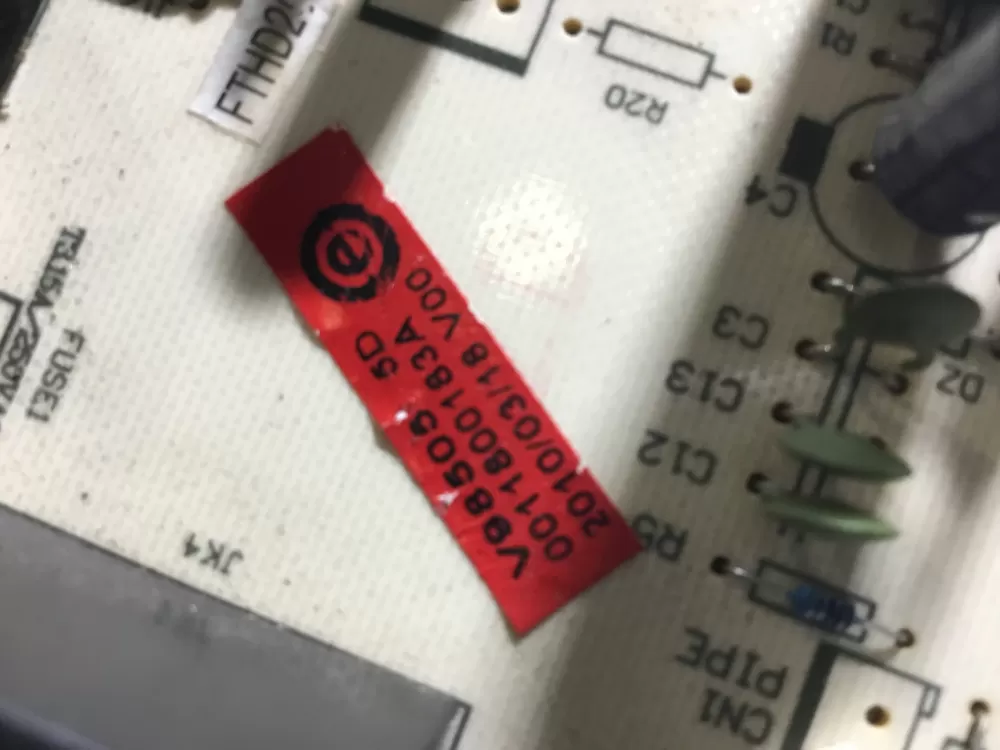 FTHD2
R20
R1
C4
e
V98505 5D
0011800183A
2010/03/18 V00
T3.15A/250V
FUSE1
C3
C13
D2
C12
R5
JK4
PIPE
CN1